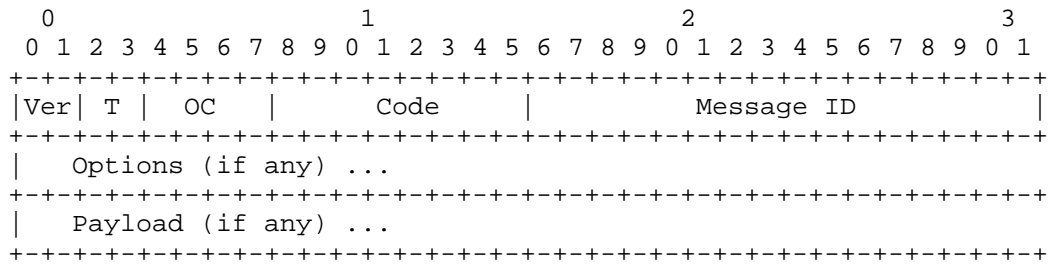 0                   1                   2                   3
 0 1 2 3 4 5 6 7 8 9 0 1 2 3 4 5 6 7 8 9 0 1 2 3 4 5 6 7 8 9 0 1
+-+-+-+-+-+-+-+-+-+-+-+-+-+-+-+-+-+-+-+-+-+-+-+-+-+-+-+-+-+-+-+-+
|Ver| T |  OC   |      Code     |          Message ID           |
+-+-+-+-+-+-+-+-+-+-+-+-+-+-+-+-+-+-+-+-+-+-+-+-+-+-+-+-+-+-+-+-+
|   Options (if any) ...
+-+-+-+-+-+-+-+-+-+-+-+-+-+-+-+-+-+-+-+-+-+-+-+-+-+-+-+-+-+-+-+-+
|   Payload (if any) ...
+-+-+-+-+-+-+-+-+-+-+-+-+-+-+-+-+-+-+-+-+-+-+-+-+-+-+-+-+-+-+-+-+